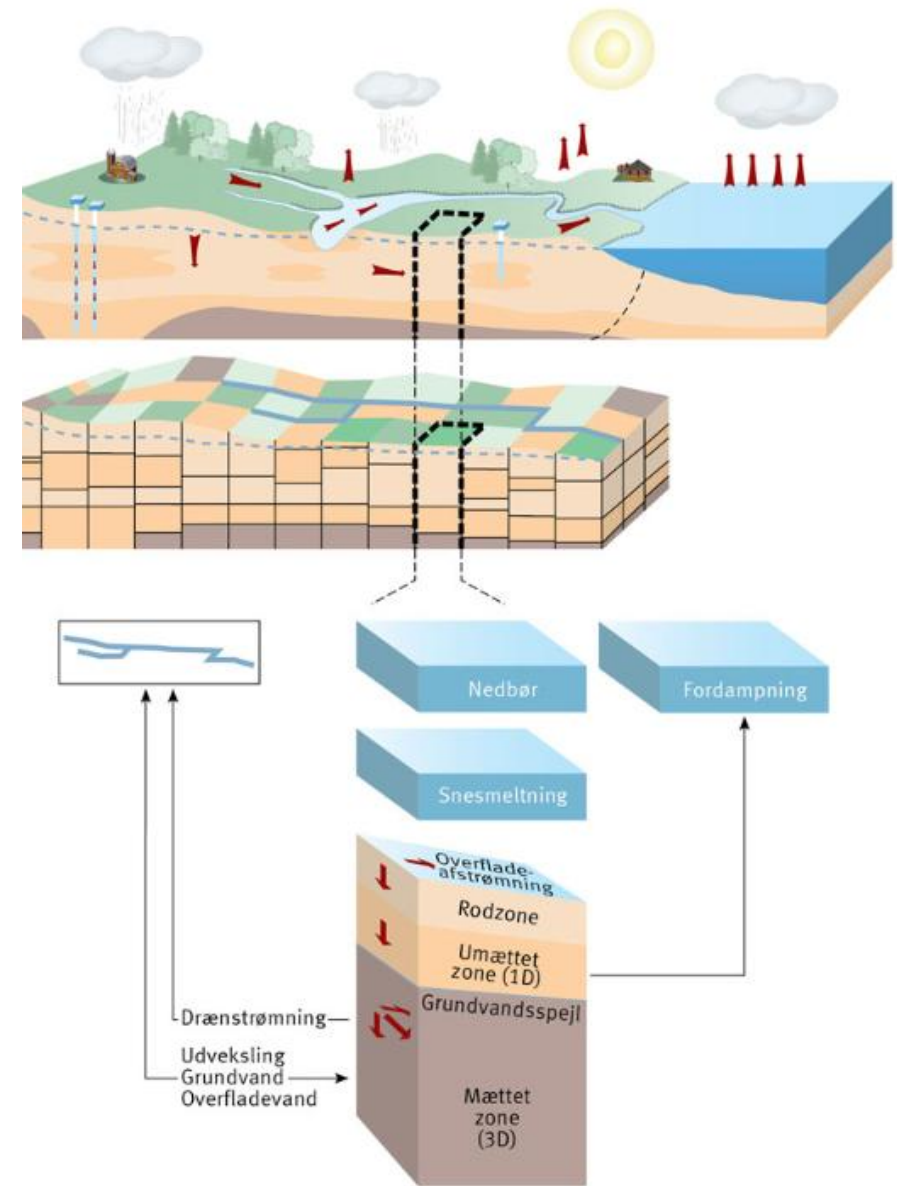 Nedbør
Fordampning
Snesmeltning
Overflade-
afstrømning
Rodzone
Umættet
zone (1D)
Grundvandsspejl
Drænstrømning
Udveksling
Grundvand
Overfladevand
Mættet
zone
(3D)